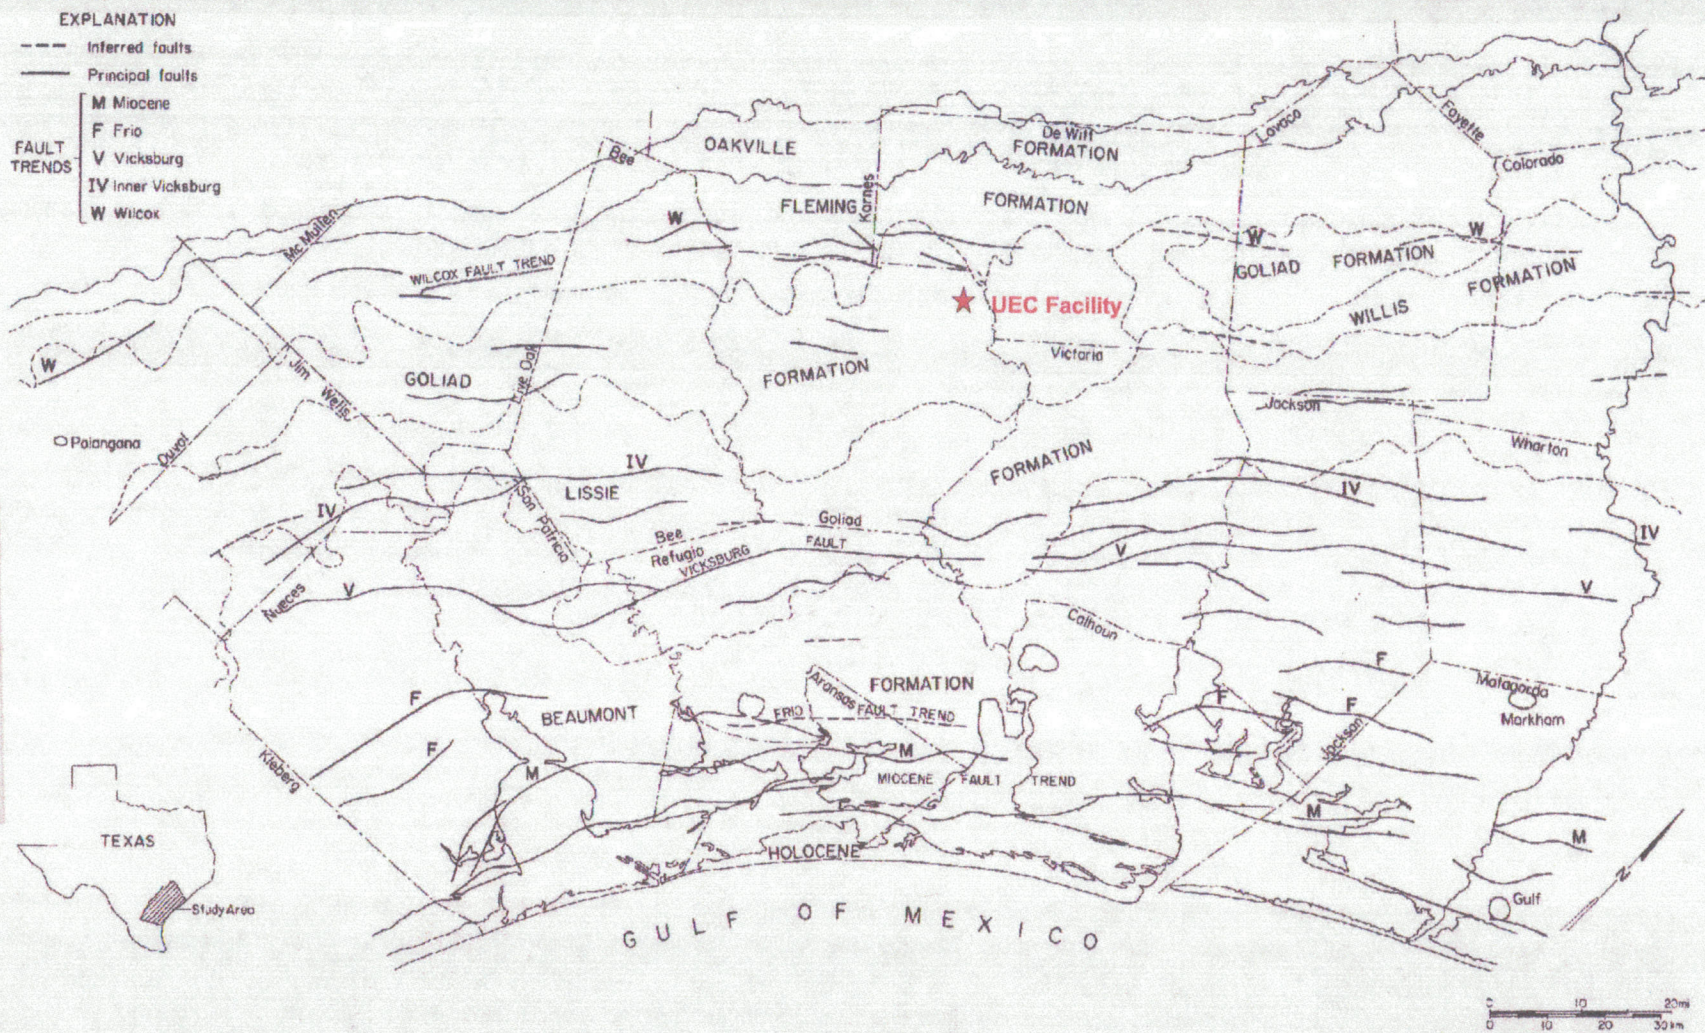 EXPLANATION
Inferred faults
Principal faults
M Miocene
F Frio
V Vicksburg
IV Inner Vicksburg
W Wilcox
FAULT
TRENDS
Bee
OAKVILLE
De Witt
FORMATION
Lavaca
Fayette
Colorado
Karnes
FLEMING
FORMATION
Mc Mullen
W
W
W
WILCOX FAULT TREND
GOLIAD
FORMATION
FORMATION
UEC Facility
WILLIS
Victoria
W
Jim Wells
GOLIAD
Live Oak
FORMATION
Jackson
Palangana
Duval
Wharton
IV
LISSIE
FORMATION
IV
IV
San Patricio
Goliad
Bee
Refugio
VICKSBURG
FAULT
V
IV
Nueces
V
V
Calhoun
F
Aransas
FORMATION
Matagorda
Markham
F
BEAUMONT
FRIO
FAULT TREND
F
F
F
Kleberg
M
M
MIOCENE
FAULT
TREND
Jackson
M
M
HOLOCENE
TEXAS
Study Area
Gulf
N
GULF OF MEXICO
0 10 20mi
0 10 20 30km